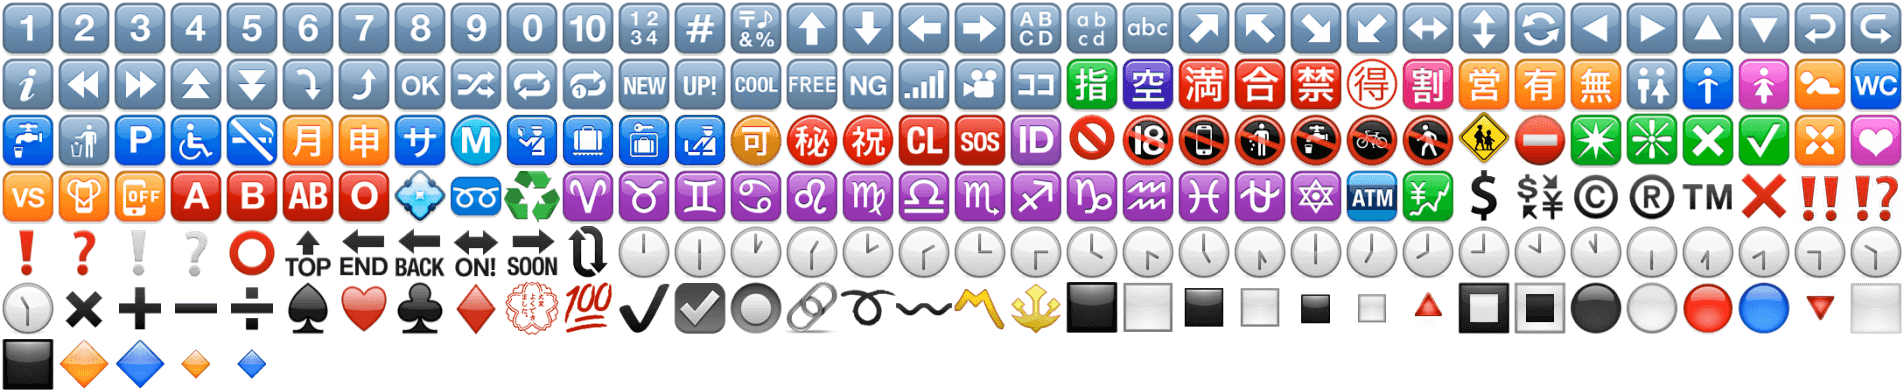 1 2 3 4 5 6 7 8 9 0 10 1234 # 〒♪&% ABCD abcd abc
i OK NEW UP! COOL FREE NG ココ 指 空 満 合 禁 得 割 営 有 無 WC
P 月 申 サ M 可 秘 祝 CL SOS ID 18
VS OFF A B AB O ATM ¥ $ $¥ © ® TM !! !?
! ? ! ? TOP END BACK ON! SOON
100